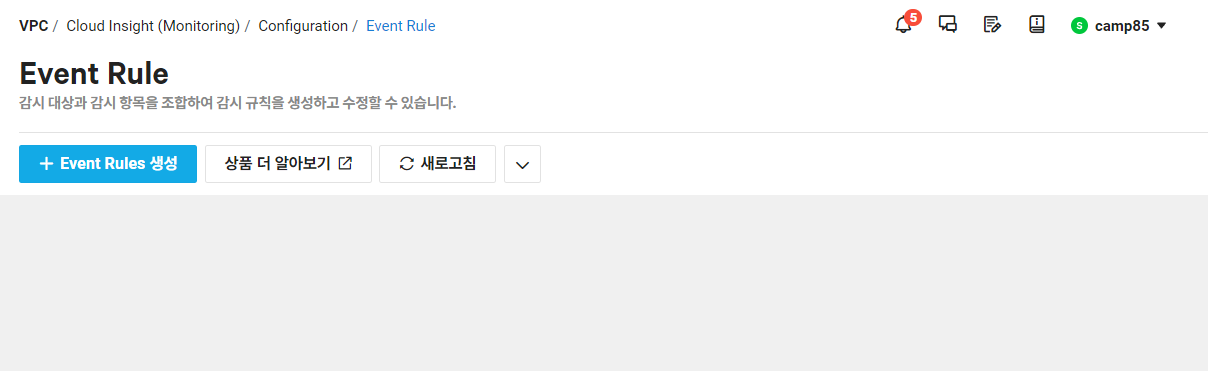 VPC / Cloud Insight (Monitoring) / Configuration / Event Rule 5 S camp85
Event Rule
감시 대상과 감시 항목을 조합하여 감시 규칙을 생성하고 수정할 수 있습니다.
+ Event Rules 생성 상품 더 알아보기 새로고침